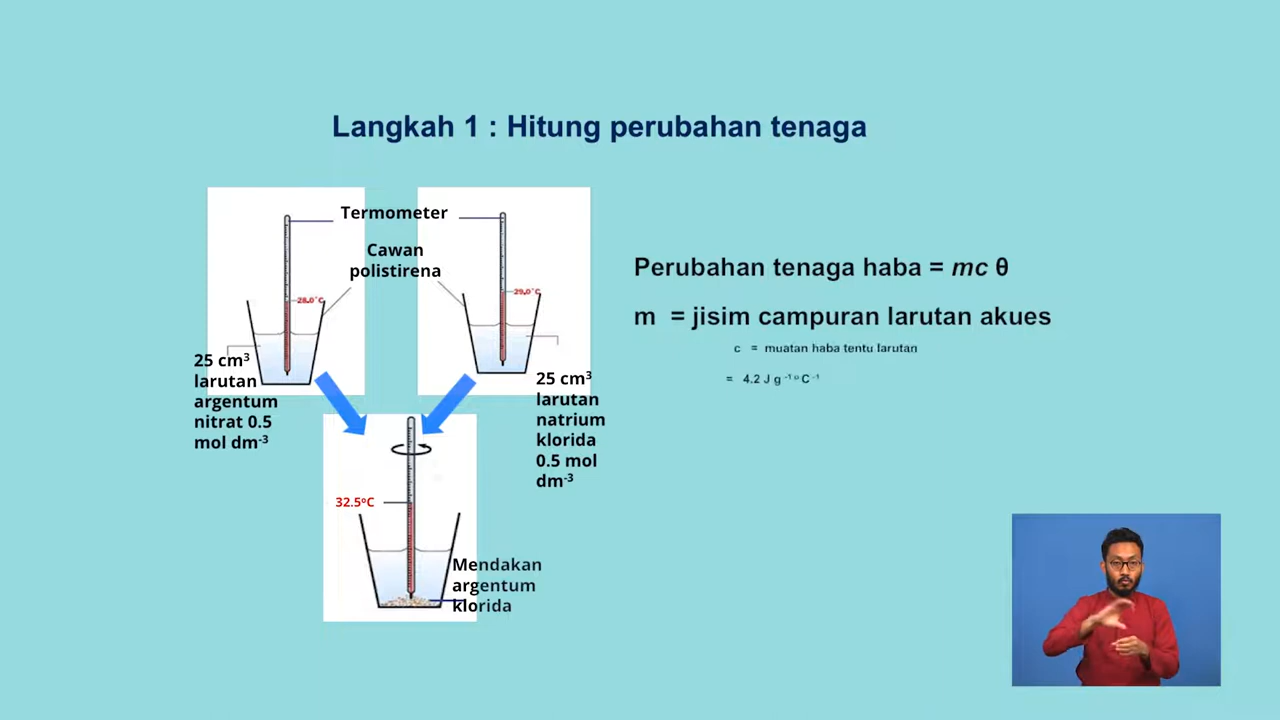 Langkah 1 : Hitung perubahan tenaga
Termometer
Cawan
polistirena
28.0°C
29.0°C
25 cm³
larutan
argentum
nitrat 0.5
mol dm⁻³
25 cm³
larutan
natrium
klorida
0.5 mol
dm⁻³
32.5°C
Mendakan
argentum
klorida
Perubahan tenaga haba = mc θ
m = jisim campuran larutan akues
c = muatan haba tentu larutan
= 4.2 J g ⁻¹ º C ⁻¹